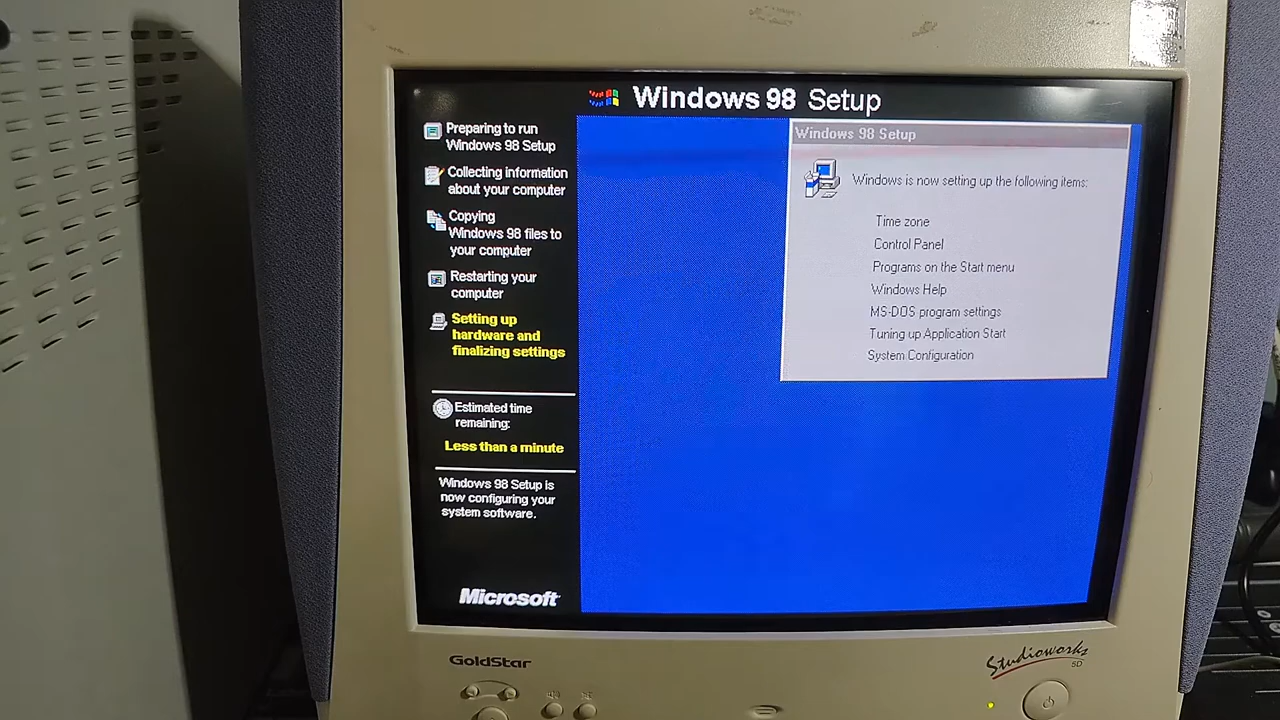 Windows 98 Setup
Preparing to run
Windows 98 Setup
Collecting information
about your computer
Copying
Windows 98 files to
your computer
Restarting your
computer
Setting up
hardware and
finalizing settings
Estimated time
remaining:
Less than a minute
Windows 98 Setup is
now configuring your
system software.
Microsoft
Windows 98 Setup
Windows is now setting up the following items:
Time zone
Control Panel
Programs on the Start menu
Windows Help
MS-DOS program settings
Tuning up Application Start
System Configuration
GoldStar
Studioworks
5D